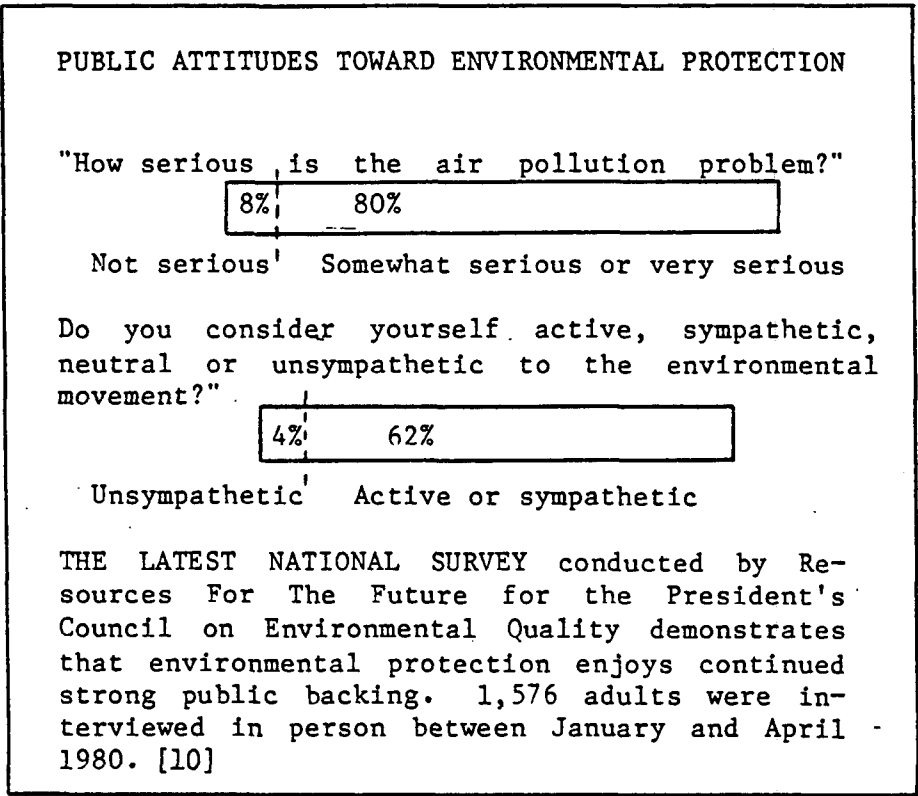 PUBLIC ATTITUDES TOWARD ENVIRONMENTAL PROTECTION
"How serious is the air pollution problem?"
8% 80%
Not serious Somewhat serious or very serious
Do you consider yourself active, sympathetic,
neutral or unsympathetic to the environmental
movement?"
4% 62%
Unsympathetic Active or sympathetic
THE LATEST NATIONAL SURVEY conducted by Re-
sources For The Future for the President's
Council on Environmental Quality demonstrates
that environmental protection enjoys continued
strong public backing. 1,576 adults were in-
terviewed in person between January and April
1980. [10]